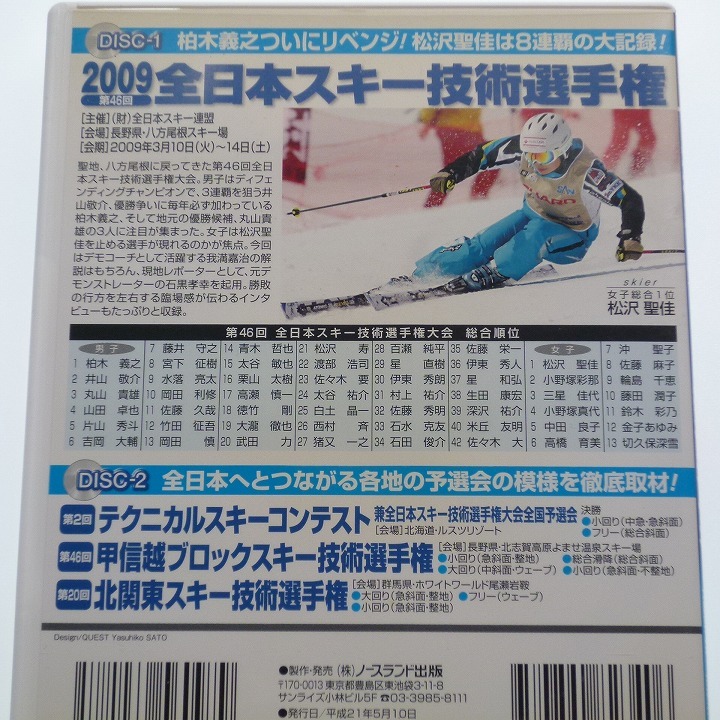 DISC-1 柏木義之ついにリベンジ!松沢聖佳は8連覇の大記録!
2009 第46回 全日本スキー技術選手権
[主催](財)全日本スキー連盟
[会場]長野県・八方尾根スキー場
[会期]2009年3月10日(火)〜14日(土)
聖地、八方尾根に戻ってきた第46回全日
本スキー技術選手権大会。男子はディフェ
ンディングチャンピオンで、3連覇を狙う井
山敬介、優勝争いに毎年必ず加わっている
柏木義之、そして地元の優勝候補、丸山貴
雄の3人に注目が集まった。女子は松沢聖
佳を止める選手が現れるのかが焦点。今回
はデモコーチとして活躍する我満嘉治の解
説はもちろん、現地レポーターとして、元デ
モンストレーターの石黒孝幸を起用。勝敗
の行方を左右する臨場感が伝わるインタ
ビューもたっぷりと収録。
skier
女子総合1位
松沢 聖佳
第46回 全日本スキー技術選手権大会 総合順位
男子 7 藤井 守之 14 青木 哲也 21 松沢 寿 28 百瀬 純平 35 佐藤 栄一 女子 7 沖 聖子
1 柏木 義之 8 宮下 征樹 15 太谷 敏也 22 渡部 浩司 29 星 直樹 36 伊東 秀人 1 松沢 聖佳 8 佐藤 麻子
2 井山 敬介 9 水落 亮太 16 栗山 太樹 23 佐々木 要 30 伊東 秀朗 37 星 和弘 2 小野塚彩那 9 輪島 千恵
3 丸山 貴雄 10 岡田 利修 17 高瀬 慎一 24 太谷 祐介 31 村上 祐介 38 生田 康宏 3 三星 佳代 10 藤田 潤子
4 山田 卓也 11 佐藤 久哉 18 徳竹 剛 25 白土 晶一 32 佐藤 秀明 39 深沢 祐介 4 小野塚真代 11 鈴木 彩乃
5 片山 秀斗 12 竹田 征吾 19 大瀧 徹也 26 西村 斉 33 石水 克友 40 米丘 友明 5 中田 良子 12 金子あゆみ
6 吉岡 大輔 13 岡田 慎 20 武田 力 27 猪又 一之 34 石田 俊介 42 佐々木 大 6 高橋 育美 13 切久保深雪
DISC-2 全日本へとつながる各地の予選会の模様を徹底取材!
第2回 テクニカルスキーコンテスト 兼全日本スキー技術選手権大会全国予選会
[会場]北海道・ルスツリゾート
決勝
●小回り(中急・急斜面)
●フリー(総合斜面)
第46回 甲信越ブロックスキー技術選手権
[会場]長野県・北志賀高原よませ温泉スキー場
●小回り(急斜面・整地) ●総合滑降(総合斜面)
●大回り(中斜面・ウェーブ) ●小回り(急斜面・不整地)
第20回 北関東スキー技術選手権
[会場]群馬県・ホワイトワールド尾瀬岩鞍
●大回り(急斜面・整地) ●フリー(ウェーブ)
●小回り(急斜面・整地)
Design/QUEST Yasuhiko SATO
●製作・発売 (株)ノースランド出版
〒170-0013 東京都豊島区東池袋3-11-8
サンライズ小林ビル5F ☎03-3985-8111
●発行日/平成21年5月10日